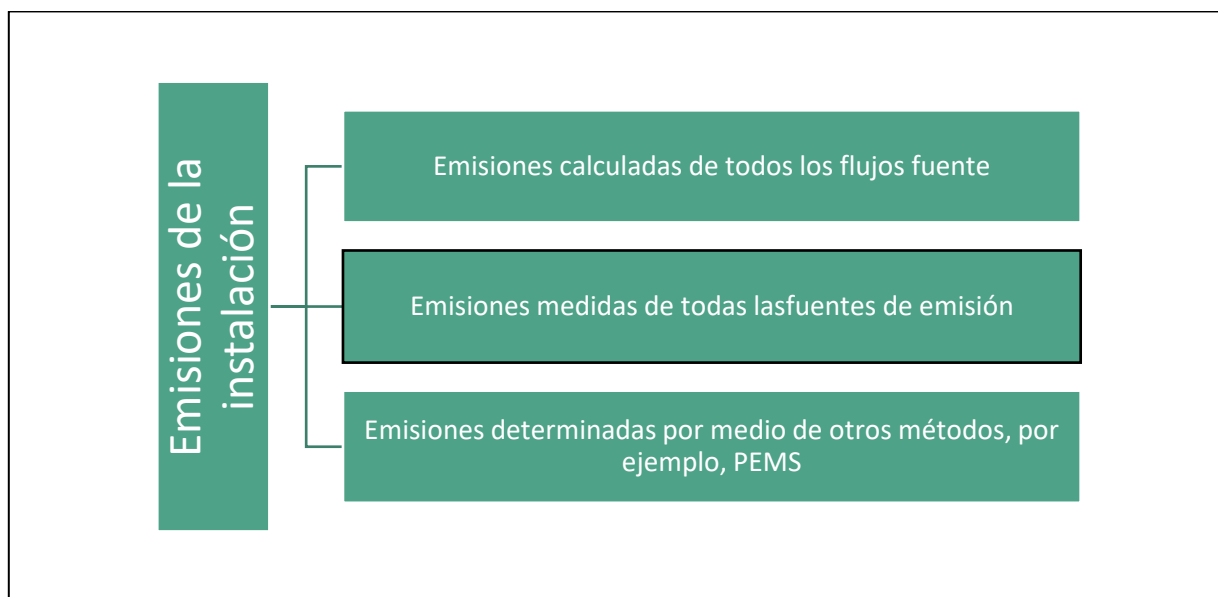 Emisiones de la
instalación
Emisiones calculadas de todos los flujos fuente
Emisiones medidas de todas lasfuentes de emisión
Emisiones determinadas por medio de otros métodos, por
ejemplo, PEMS